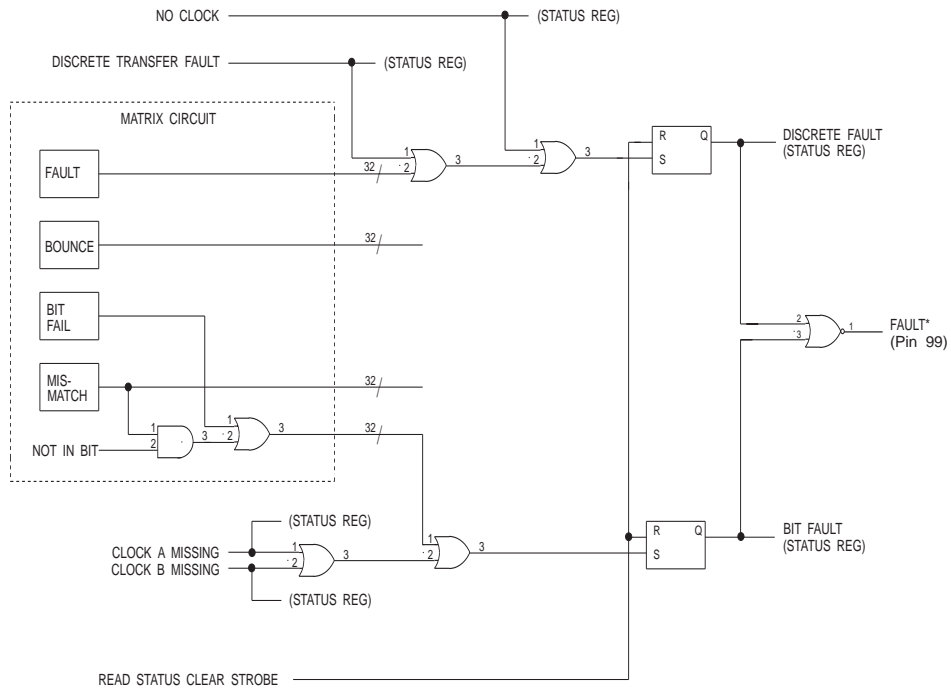 NO CLOCK
(STATUS REG)
DISCRETE TRANSFER FAULT
(STATUS REG)
MATRIX CIRCUIT
R Q
S
DISCRETE FAULT
(STATUS REG)
1
2
3
1
2
3
FAULT
32
BOUNCE
32
BIT
FAIL
2
3
1
FAULT*
(Pin 99)
MIS-
MATCH
32
1
2
3
1
2
3
32
NOT IN BIT
(STATUS REG)
CLOCK A MISSING
CLOCK B MISSING
1
2
3
1
2
3
R Q
S
BIT FAULT
(STATUS REG)
(STATUS REG)
READ STATUS CLEAR STROBE